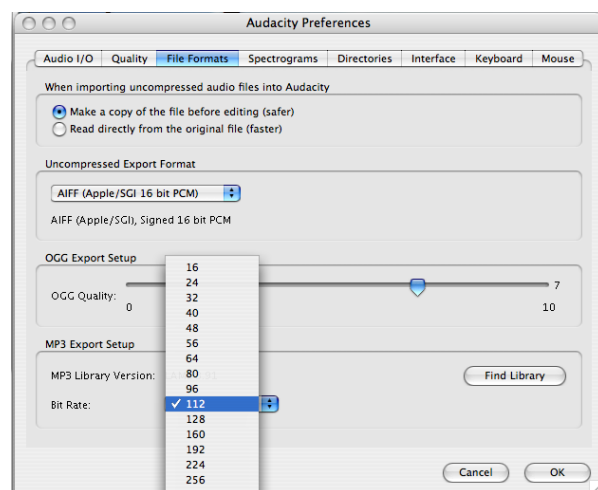 Audacity Preferences
Audio I/O Quality File Formats Spectrograms Directories Interface Keyboard Mouse
When importing uncompressed audio files into Audacity
Make a copy of the file before editing (safer)
Read directly from the original file (faster)
Uncompressed Export Format
AIFF (Apple/SGI 16 bit PCM)
AIFF (Apple/SGI), Signed 16 bit PCM
OGG Export Setup
OGG Quality:
0
7
10
MP3 Export Setup
MP3 Library Version:
Find Library
Bit Rate:
16
24
32
40
48
56
64
80
96
✓ 112
128
160
192
224
256
Cancel OK